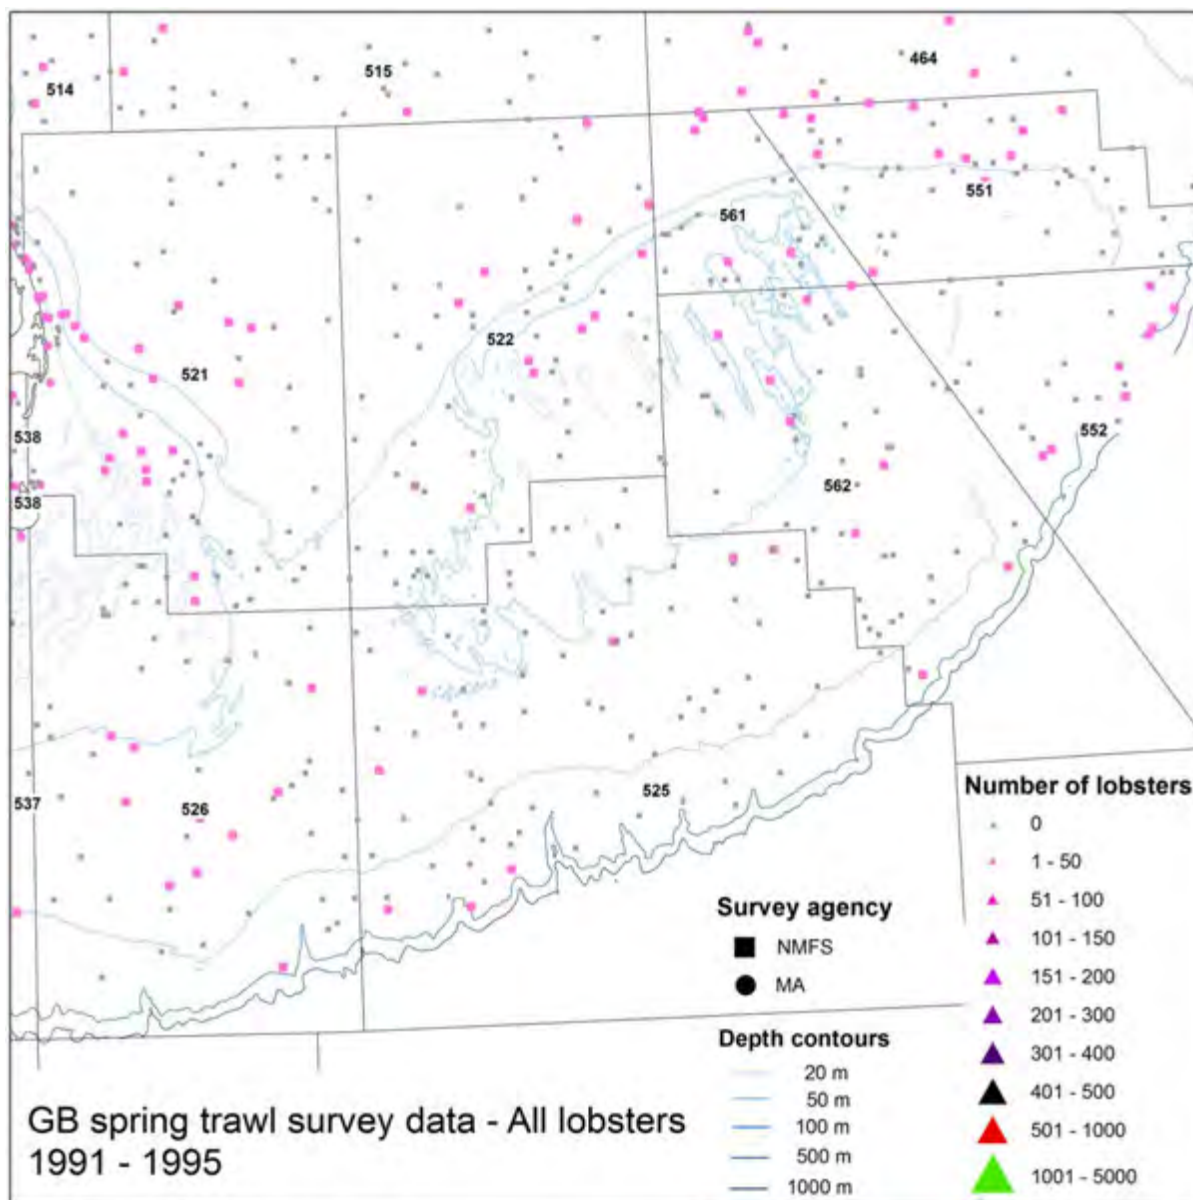 464
515
514
551
561
522
521
538
552
562
538
525
537
526
Number of lobsters
0
1 - 50
51 - 100
101 - 150
151 - 200
201 - 300
301 - 400
401 - 500
501 - 1000
1001 - 5000
Survey agency
NMFS
MA
Depth contours
20 m
50 m
100 m
500 m
1000 m
GB spring trawl survey data - All lobsters
1991 - 1995